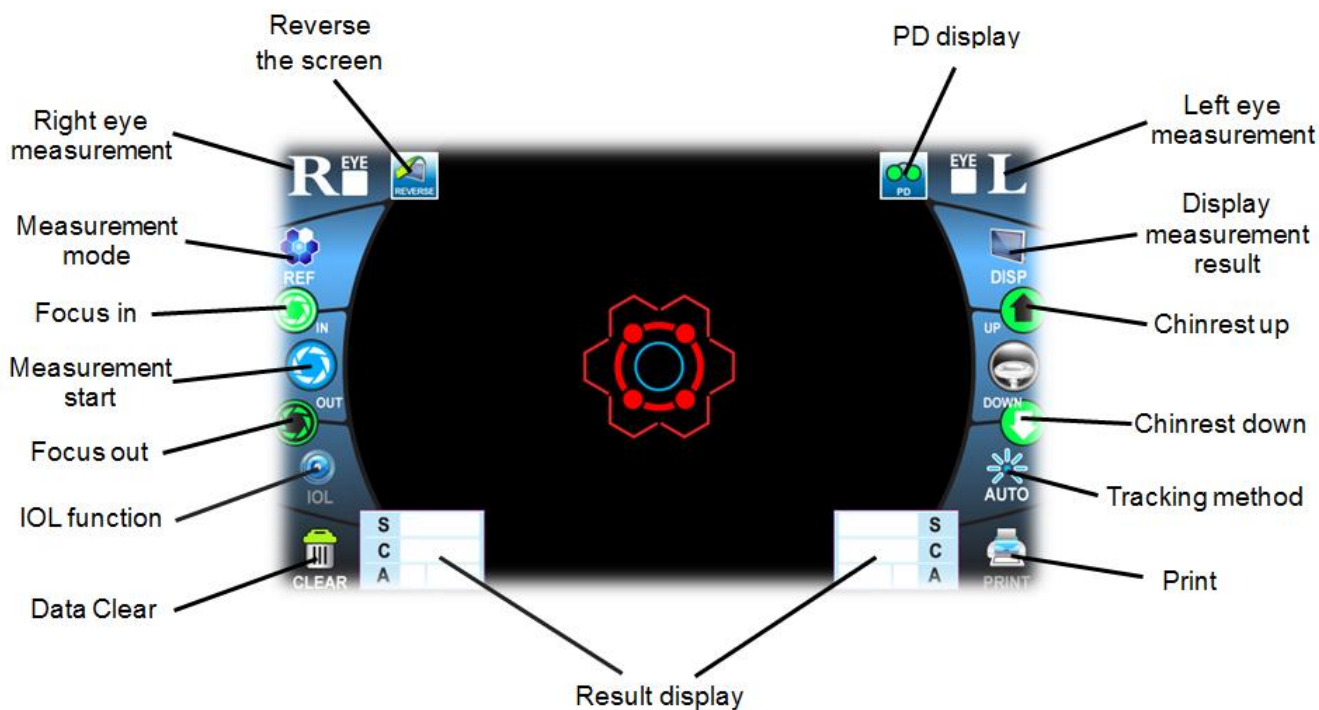 Reverse
the screen
PD display
Right eye
measurement
Left eye
measurement
R EYE
REVERSE
PD
EYE L
Measurement
mode
REF
Display
measurement
result
DISP
Focus in
IN
UP
Chinrest up
Measurement
start
OUT
DOWN
Focus out
Chinrest down
IOL
IOL function
AUTO
Tracking method
S
C
A
S
C
A
CLEAR
Data Clear
PRINT
Print
Result display